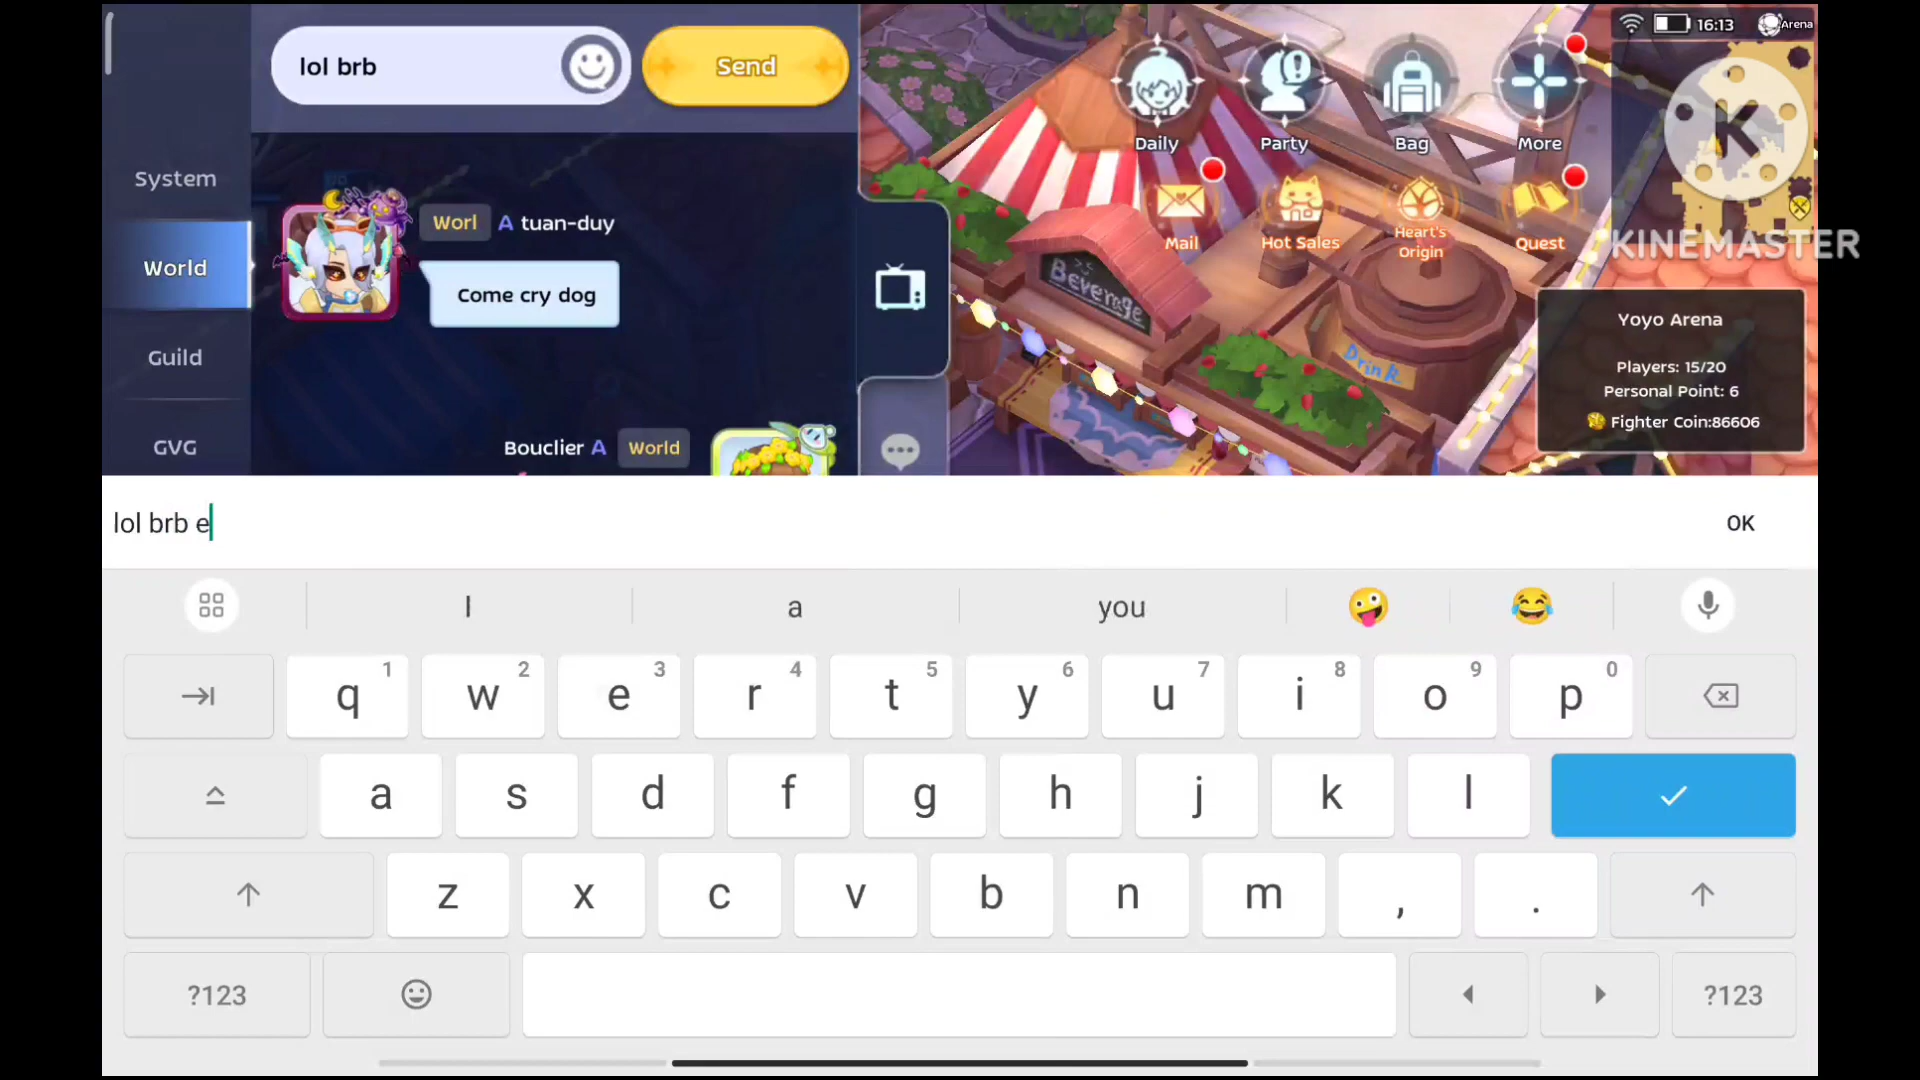 lol brb
Send
System
World
Guild
GVG
Worl A tuan-duy
Come cry dog
Bouclier A World
Daily
Party
Bag
More
Mail
Hot Sales
Heart's
Origin
Quest
16:13
Arena
K
KINEMASTER
Beverage
Drink
Yoyo Arena
Players: 15/20
Personal Point: 6
Fighter Coin:86606
lol brb e
OK
I a you
q 1 w 2 e 3 r 4 t 5 y 6 u 7 i 8 o 9 p 0
a s d f g h j k l
z x c v b n m , .
?123 ?123